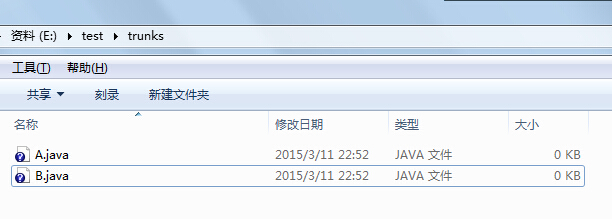 资料 (E:) ▸ test ▸ trunks
工具(T) 帮助(H)
共享 刻录 新建文件夹
名称 修改日期 类型 大小
A.java 2015/3/11 22:52 JAVA 文件 0 KB
B.java 2015/3/11 22:52 JAVA 文件 0 KB